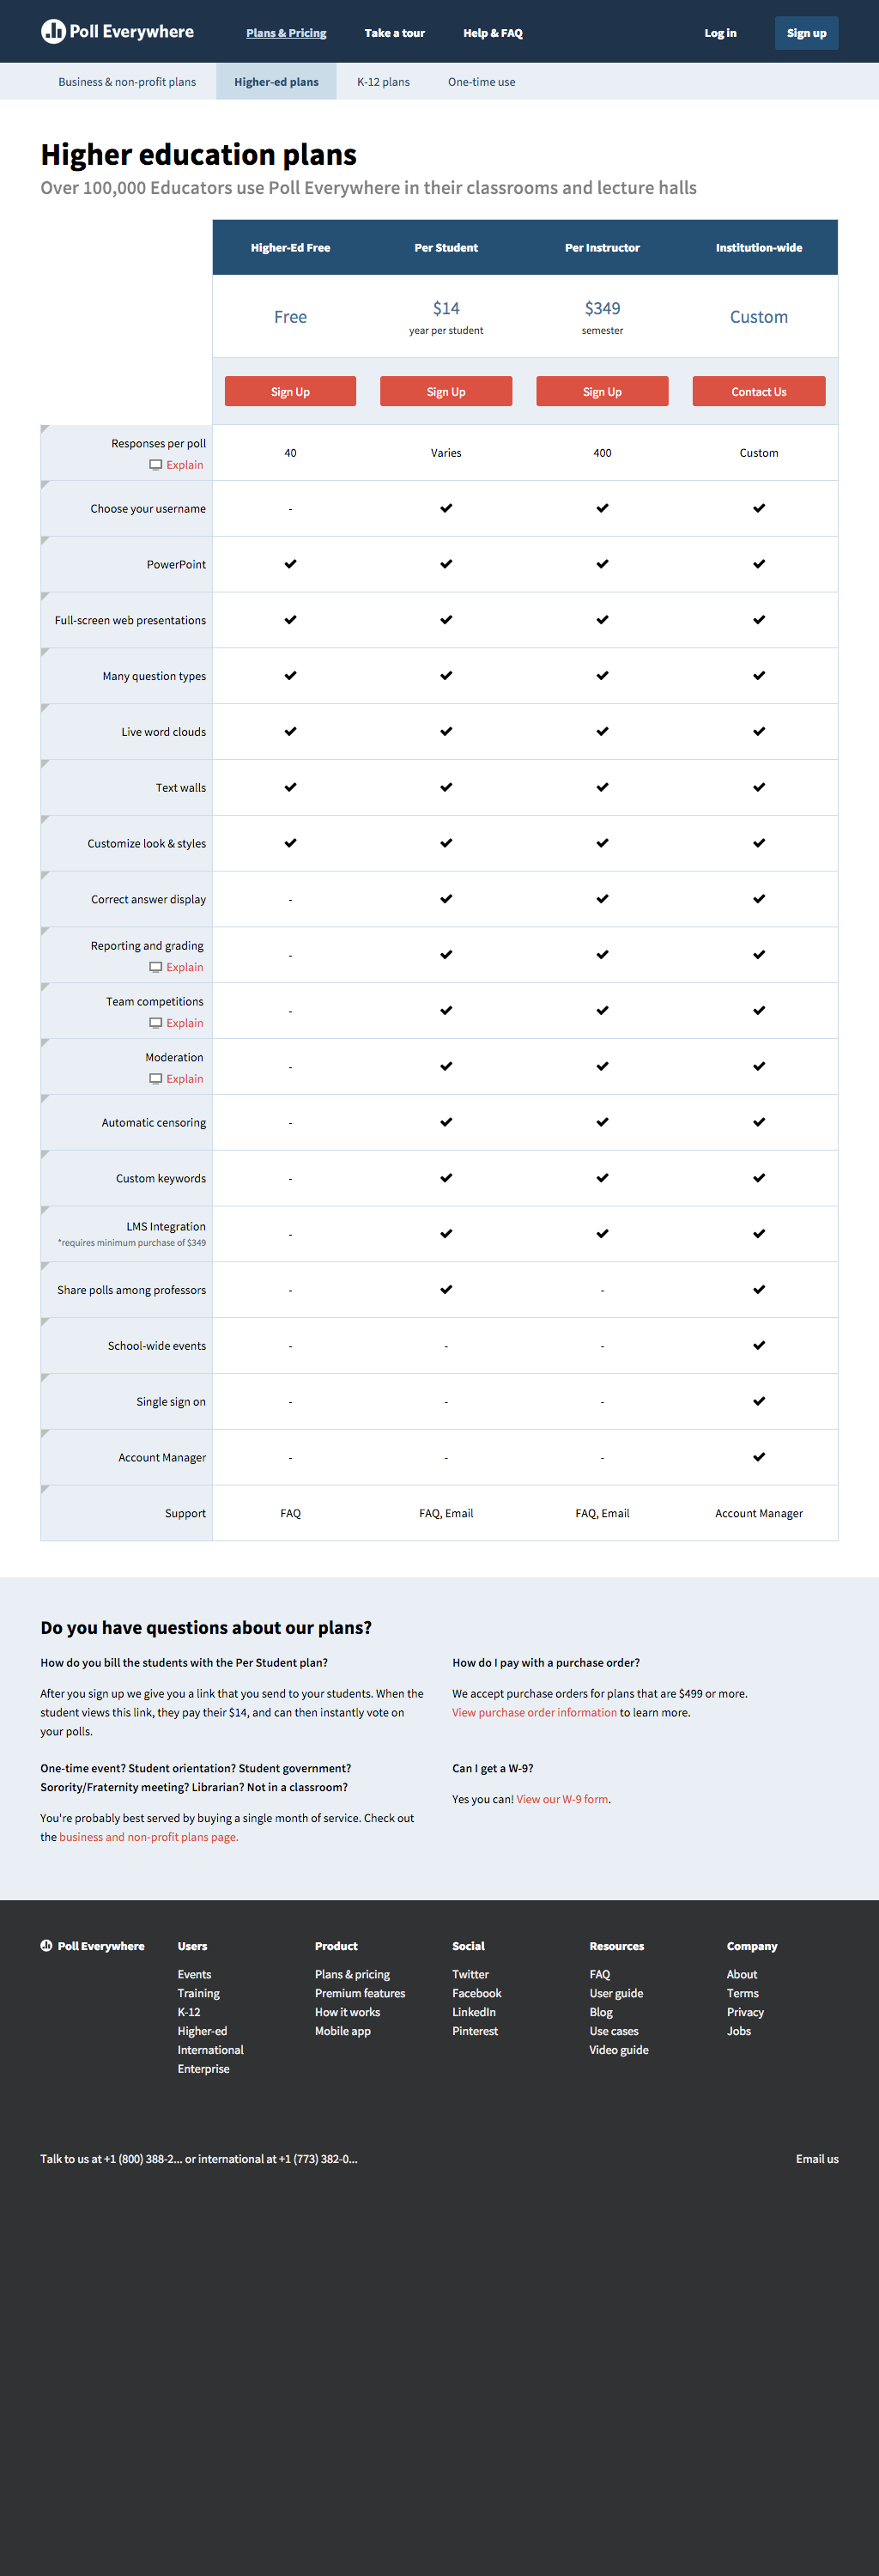 Poll Everywhere
Plans & Pricing
Take a tour
Help & FAQ
Log in
Sign up
Business & non-profit plans
Higher-ed plans
K-12 plans
One-time use
Higher education plans
Over 100,000 Educators use Poll Everywhere in their classrooms and lecture halls
Higher-Ed Free Per Student Per Instructor Institution-wide
Free $14 $349 Custom
year per student semester
Sign Up Sign Up Sign Up Contact Us
Responses per poll 40 Varies 400 Custom
Explain
Choose your username - ✔ ✔ ✔
PowerPoint ✔ ✔ ✔ ✔
Full-screen web presentations ✔ ✔ ✔ ✔
Many question types ✔ ✔ ✔ ✔
Live word clouds ✔ ✔ ✔ ✔
Text walls ✔ ✔ ✔ ✔
Customize look & styles ✔ ✔ ✔ ✔
Correct answer display - ✔ ✔ ✔
Reporting and grading - ✔ ✔ ✔
Explain
Team competitions - ✔ ✔ ✔
Explain
Moderation - ✔ ✔ ✔
Explain
Automatic censoring - ✔ ✔ ✔
Custom keywords - ✔ ✔ ✔
LMS Integration - ✔ ✔ ✔
*requires minimum purchase of $349
Share polls among professors - ✔ - ✔
School-wide events - - - ✔
Single sign on - - - ✔
Account Manager - - - ✔
Support FAQ FAQ, Email FAQ, Email Account Manager
Do you have questions about our plans?
How do you bill the students with the Per Student plan?
After you sign up we give you a link that you send to your students. When the
student views this link, they pay their $14, and can then instantly vote on
your polls.
How do I pay with a purchase order?
We accept purchase orders for plans that are $499 or more.
View purchase order information to learn more.
One-time event? Student orientation? Student government?
Sorority/Fraternity meeting? Librarian? Not in a classroom?
You're probably best served by buying a single month of service. Check out
the business and non-profit plans page.
Can I get a W-9?
Yes you can! View our W-9 form.
Poll Everywhere
Users
Events
Training
K-12
Higher-ed
International
Enterprise
Product
Plans & pricing
Premium features
How it works
Mobile app
Social
Twitter
Facebook
LinkedIn
Pinterest
Resources
FAQ
User guide
Blog
Use cases
Video guide
Company
About
Terms
Privacy
Jobs
Talk to us at +1 (800) 388-2... or international at +1 (773) 382-0...
Email us